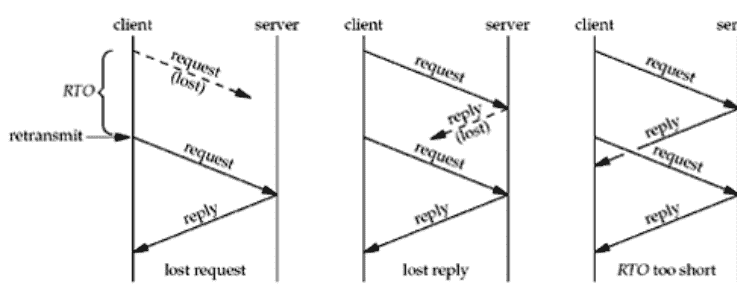 client server
RTO
request
(lost)
retransmit
request
reply
lost request
client server
request
reply
(lost)
request
reply
lost reply
client ser
request
reply
request
reply
RTO too short